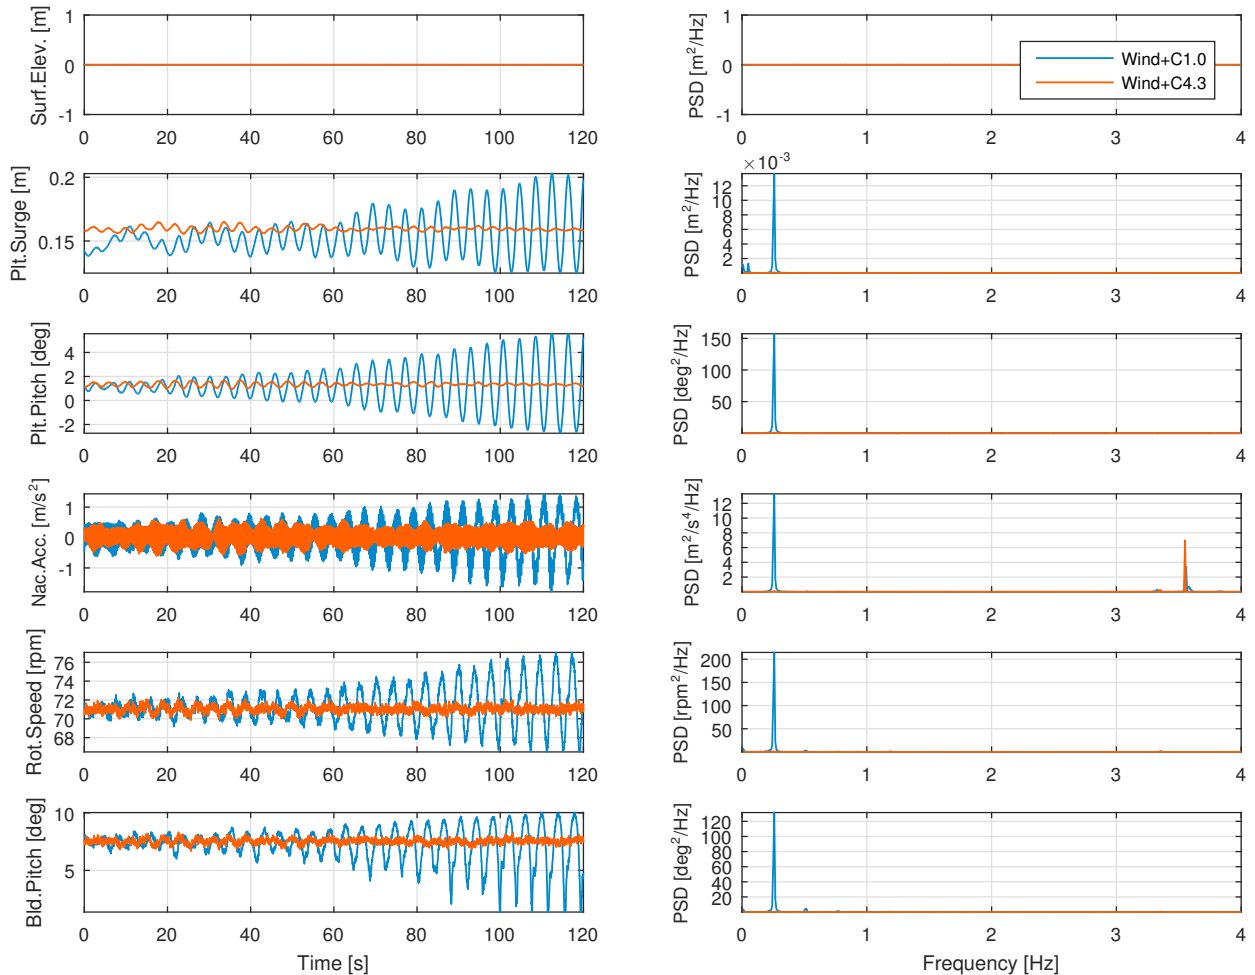 Surf.Elev. [m]
1
0
-1
0 20 40 60 80 100 120
PSD [m²/Hz]
1
0
-1
0 1 2 3 4
Wind+C1.0
Wind+C4.3
Plt.Surge [m]
0.2
0.15
0 20 40 60 80 100 120
PSD [m²/Hz]
×10⁻³
12
10
8
6
4
2
0 1 2 3 4
Plt.Pitch [deg]
4
2
0
-2
0 20 40 60 80 100 120
PSD [deg²/Hz]
150
100
50
0 1 2 3 4
Nac.Acc. [m/s²]
1
0
-1
0 20 40 60 80 100 120
PSD [m²/s⁴/Hz]
12
10
8
6
4
2
0 1 2 3 4
Rot.Speed [rpm]
76
74
72
70
68
0 20 40 60 80 100 120
PSD [rpm²/Hz]
200
150
100
50
0 1 2 3 4
Bld.Pitch [deg]
10
5
0 20 40 60 80 100 120
Time [s]
PSD [deg²/Hz]
120
100
80
60
40
20
0 1 2 3 4
Frequency [Hz]